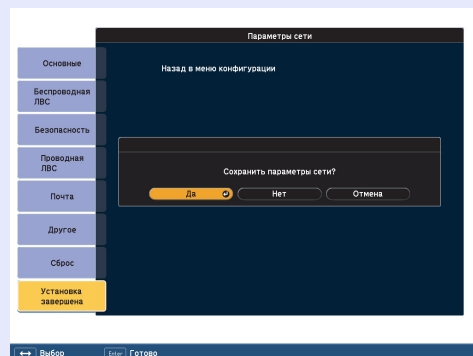 Параметры сети
Основные
Назад в меню конфигурации
Беспроводная
ЛВС
Безопасность
Проводная
ЛВС
Сохранить параметры сети?
Да
Нет
Отмена
Почта
Другое
Сброс
Установка
завершена
Выбор
Enter
Готово